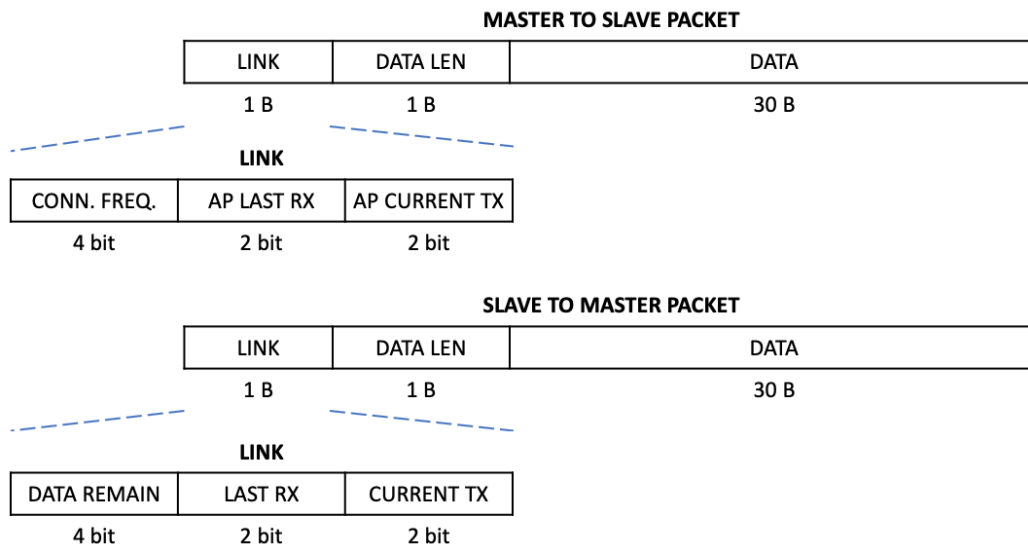 MASTER TO SLAVE PACKET
LINK DATA LEN DATA
1 B 1 B 30 B
LINK
CONN. FREQ. AP LAST RX AP CURRENT TX
4 bit 2 bit 2 bit
SLAVE TO MASTER PACKET
LINK DATA LEN DATA
1 B 1 B 30 B
LINK
DATA REMAIN LAST RX CURRENT TX
4 bit 2 bit 2 bit